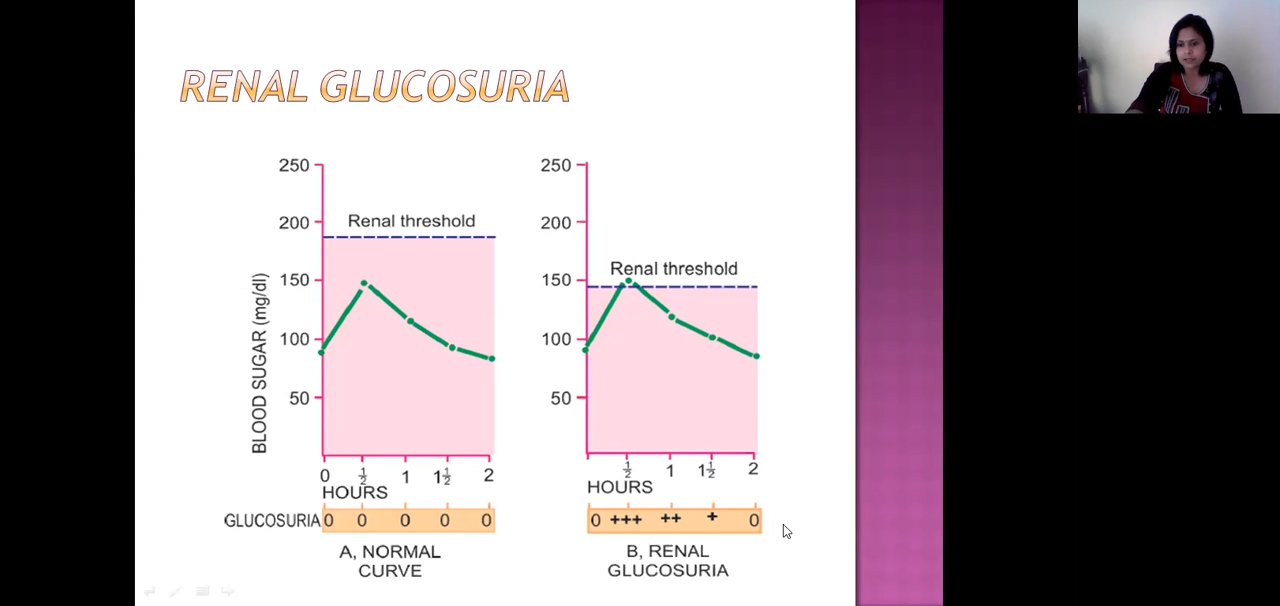 RENAL GLUCOSURIA
250
200
150
100
50
BLOOD SUGAR (mg/dl)
Renal threshold
0 ½ 1 1½ 2
HOURS
GLUCOSURIA 0 0 0 0 0
A, NORMAL
CURVE
250
200
150
100
50
Renal threshold
½ 1 1½ 2
HOURS
0 +++ ++ + 0
B, RENAL
GLUCOSURIA